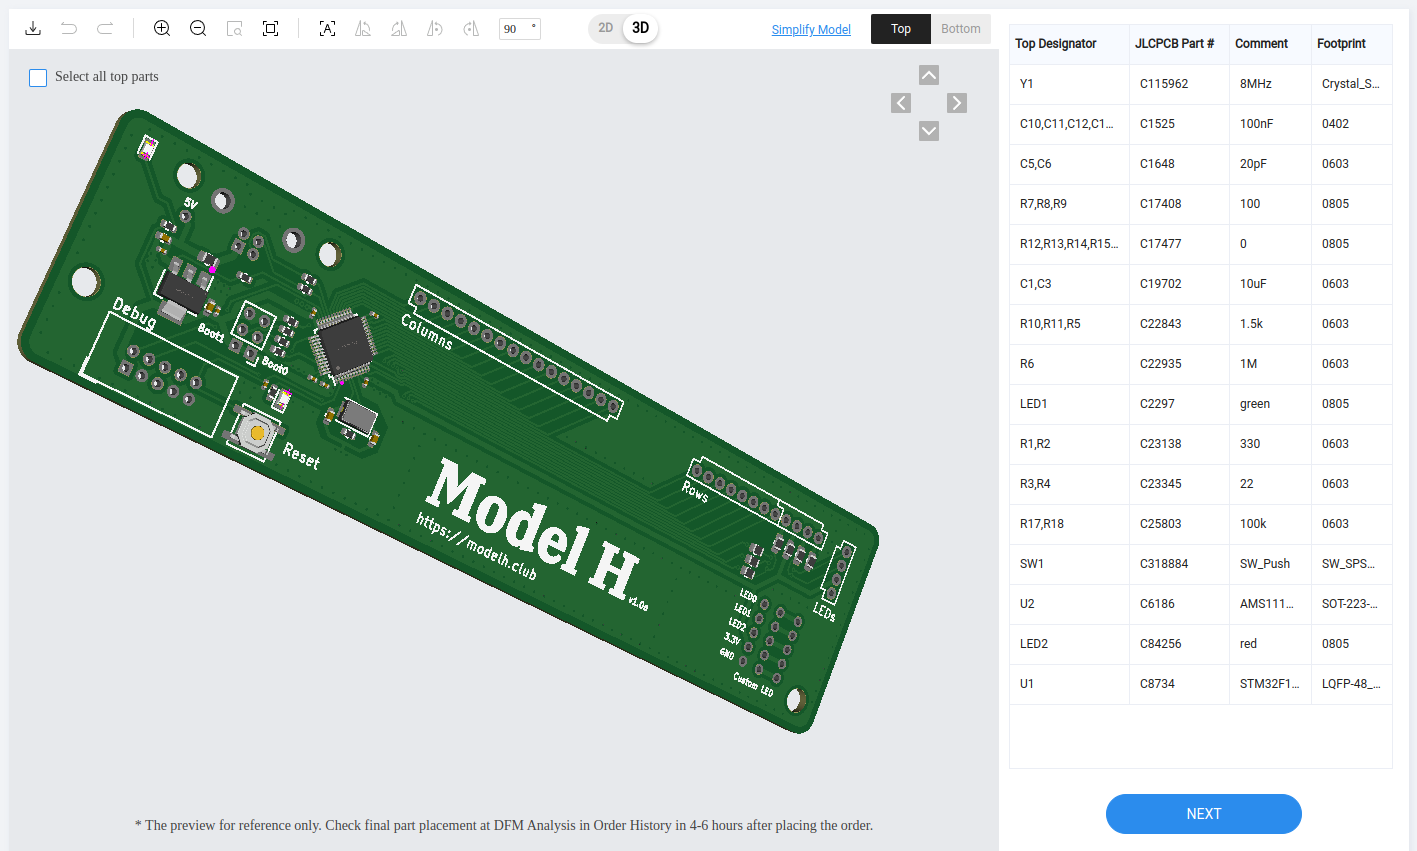 90 °
2D 3D
Simplify Model
Top Bottom
Select all top parts
5V
Debug
Boot1
Boot0
Reset
Columns
Model H
https://modelh.club
v1.0a
Rows
LEDs
LED0
LED1
LED2
3.3V
GND
Custom LED
* The preview for reference only. Check final part placement at DFM Analysis in Order History in 4-6 hours after placing the order.
Top Designator JLCPCB Part # Comment Footprint
Y1 C115962 8MHz Crystal_S...
C10,C11,C12,C1... C1525 100nF 0402
C5,C6 C1648 20pF 0603
R7,R8,R9 C17408 100 0805
R12,R13,R14,R15... C17477 0 0805
C1,C3 C19702 10uF 0603
R10,R11,R5 C22843 1.5k 0603
R6 C22935 1M 0603
LED1 C2297 green 0805
R1,R2 C23138 330 0603
R3,R4 C23345 22 0603
R17,R18 C25803 100k 0603
SW1 C318884 SW_Push SW_SPS...
U2 C6186 AMS111... SOT-223-...
LED2 C84256 red 0805
U1 C8734 STM32F1... LQFP-48_...
NEXT